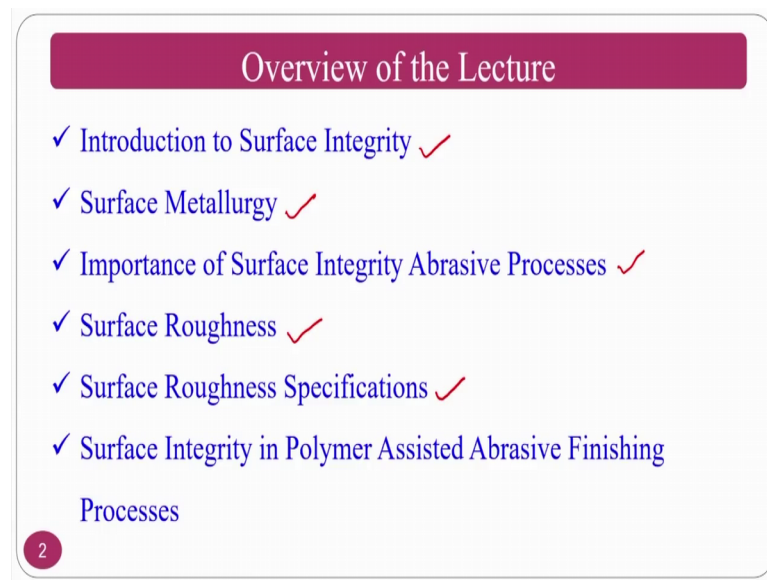 Overview of the Lecture
✓ Introduction to Surface Integrity
✓ Surface Metallurgy
✓ Importance of Surface Integrity Abrasive Processes
✓ Surface Roughness
✓ Surface Roughness Specifications
✓ Surface Integrity in Polymer Assisted Abrasive Finishing
Processes
2